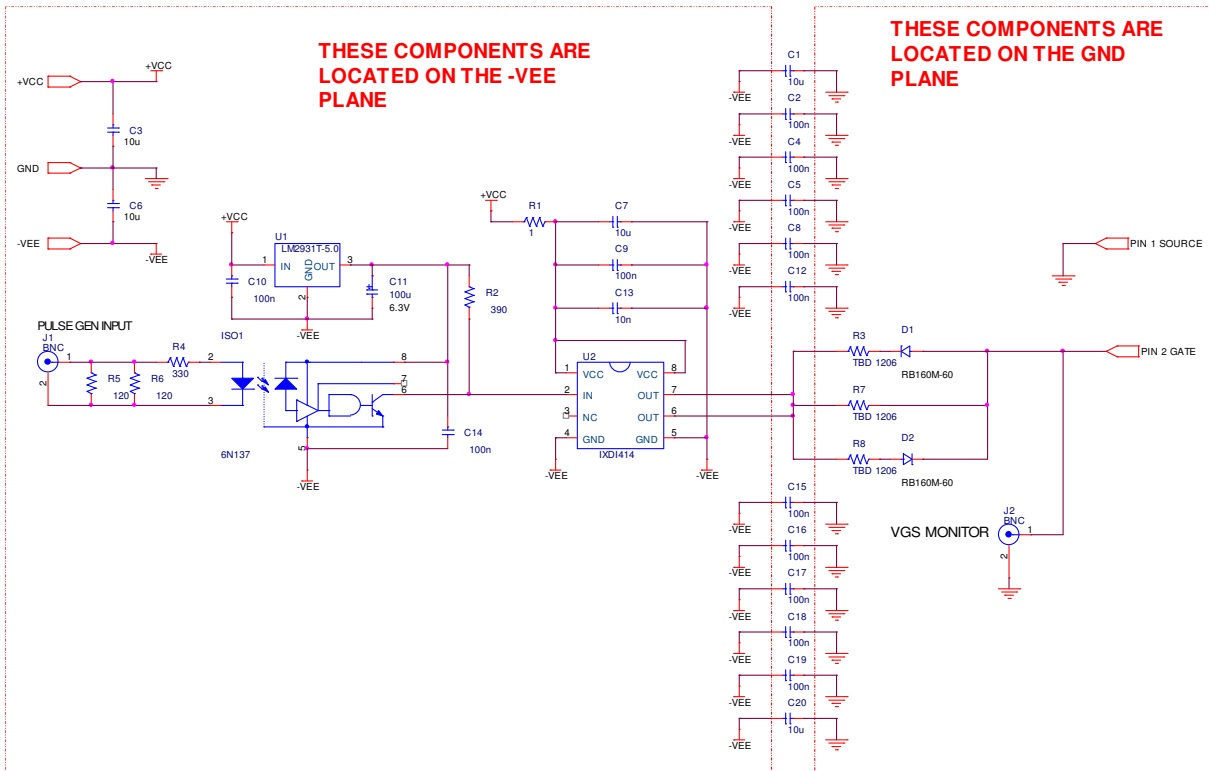 THESE COMPONENTS ARE
LOCATED ON THE -VEE
PLANE
THESE COMPONENTS ARE
LOCATED ON THE GND
PLANE
+VCC
+VCC
C3
10u
GND
C6
10u
-VEE
-VEE
+VCC
U1
LM2931T-5.0
1
IN
OUT
3
GND
2
C10
100n
C11
100u
6.3V
-VEE
R2
390
+VCC
R1
1
C7
10u
C9
100n
C13
10n
PULSE GEN INPUT
J1
BNC
1
2
R5
120
R6
120
R4
330
ISO1
2
3
8
7
6
5
6N137
-VEE
C14
100n
U2
1
VCC
VCC
8
2
IN
OUT
7
3
NC
OUT
6
4
GND
GND
5
IXDI414
-VEE
-VEE
C1
10u
-VEE
C2
100n
-VEE
C4
100n
-VEE
C5
100n
-VEE
C8
100n
-VEE
C12
100n
-VEE
C15
100n
-VEE
C16
100n
-VEE
C17
100n
-VEE
C18
100n
-VEE
C19
100n
-VEE
C20
10u
-VEE
PIN 1 SOURCE
R3
TBD 1206
D1
RB160M-60
PIN 2 GATE
R7
TBD 1206
R8
TBD 1206
D2
RB160M-60
VGS MONITOR
J2
BNC
1
2